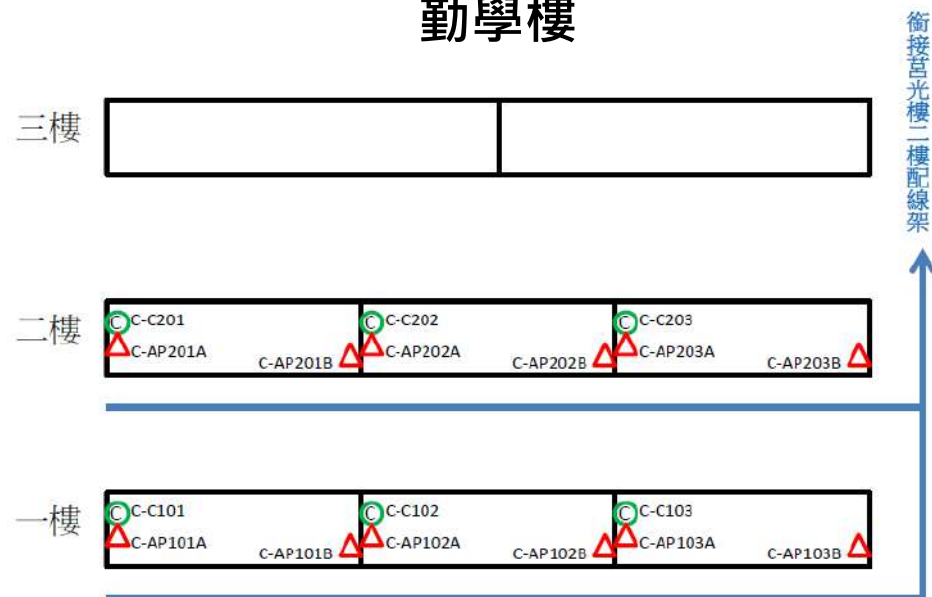 勤學樓
銜接莒光樓二樓配線架
三樓
二樓
C C-C201
C-AP201A
C-AP201B
C C-C202
C-AP202A
C-AP202B
C C-C203
C-AP203A
C-AP203B
一樓
C C-C101
C-AP101A
C-AP101B
C C-C102
C-AP102A
C-AP102B
C C-C103
C-AP103A
C-AP103B